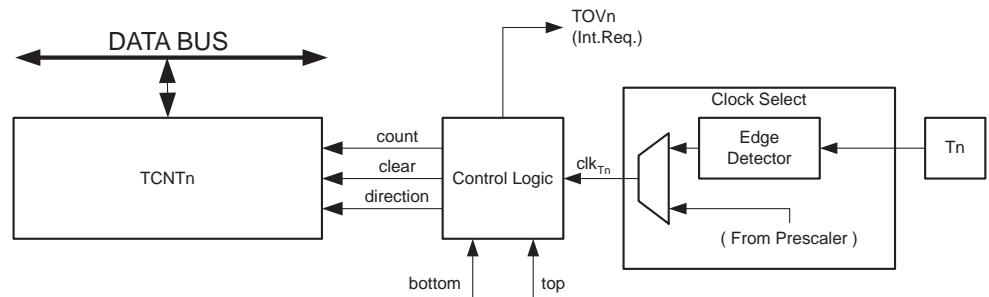 TOVn
(Int.Req.)
DATA BUS
Clock Select
count
Edge
Detector
Tn
TCNTn
clear
Control Logic
clkTn
direction
( From Prescaler )
bottom
top